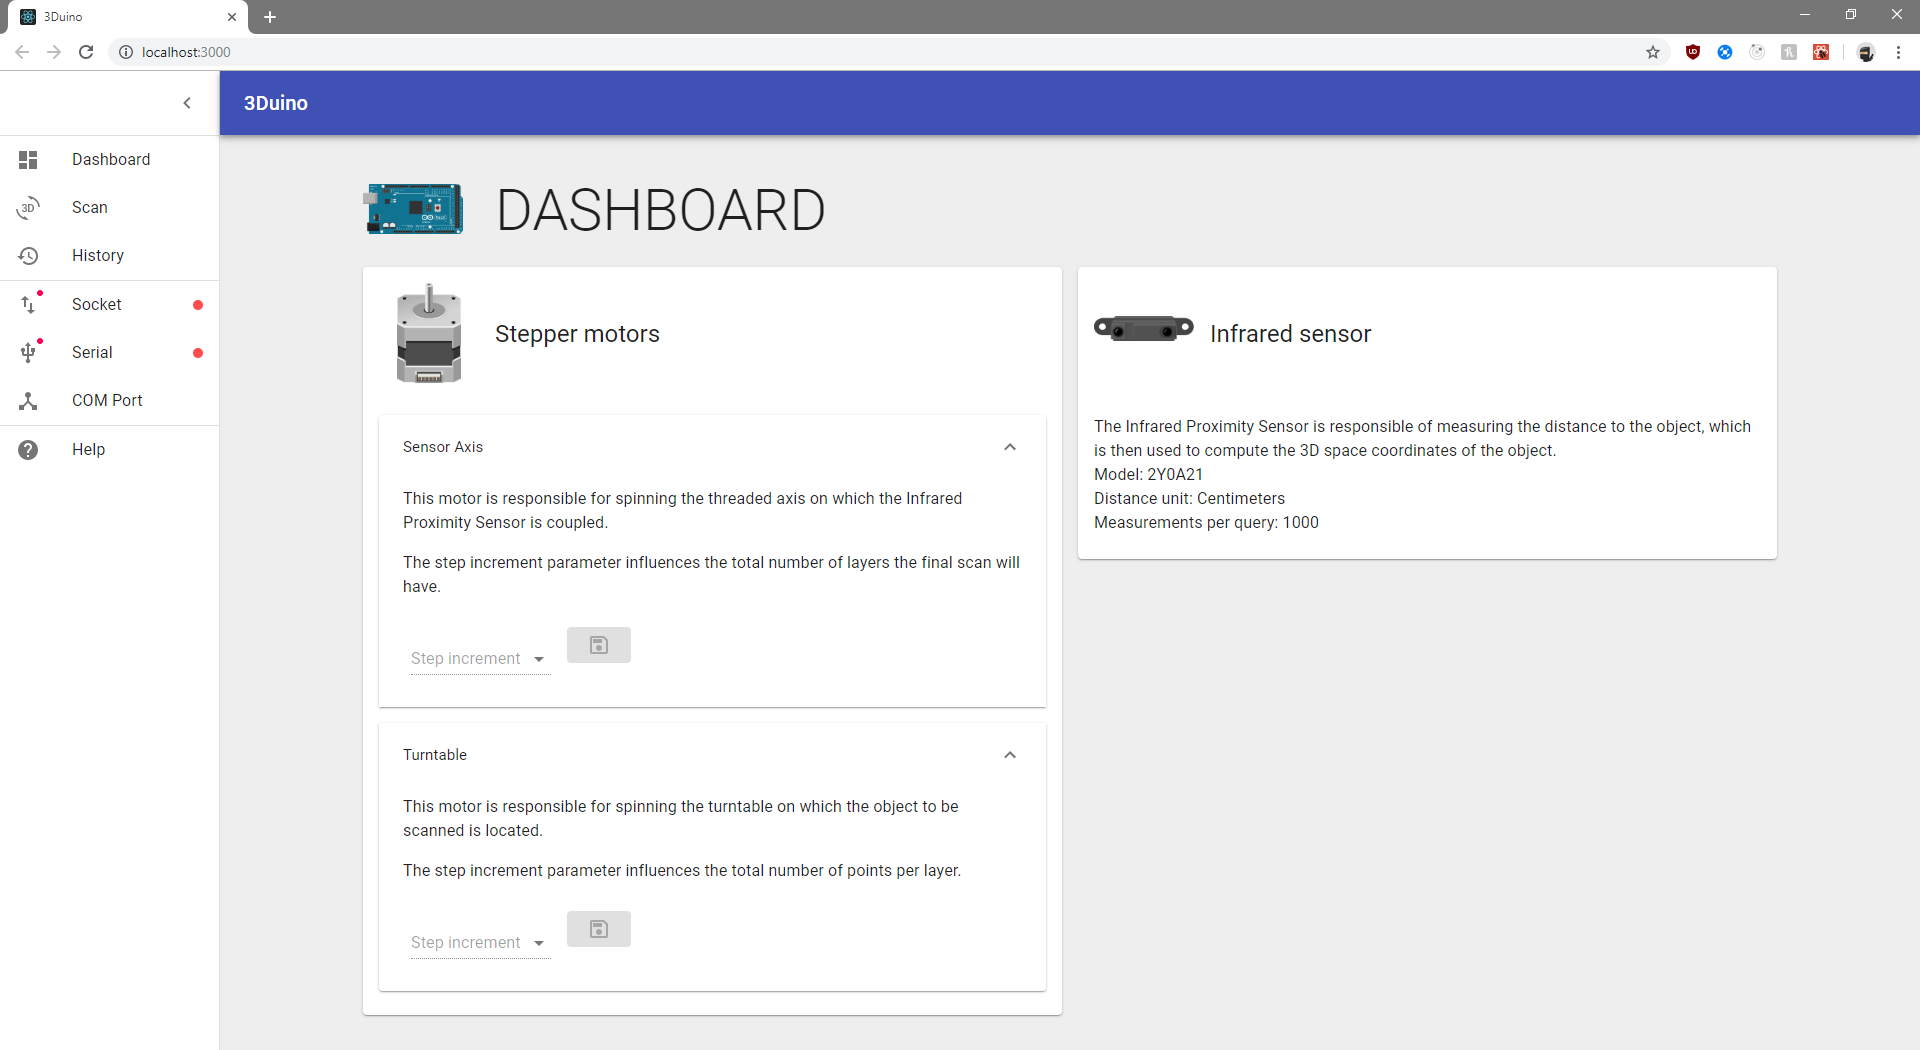 3Duino
localhost:3000
3Duino
Dashboard
3D
Scan
History
Socket
Serial
COM Port
Help
DASHBOARD
Stepper motors
Sensor Axis
This motor is responsible for spinning the threaded axis on which the Infrared
Proximity Sensor is coupled.
The step increment parameter influences the total number of layers the final scan will
have.
Step increment
Turntable
This motor is responsible for spinning the turntable on which the object to be
scanned is located.
The step increment parameter influences the total number of points per layer.
Step increment
Infrared sensor
The Infrared Proximity Sensor is responsible of measuring the distance to the object, which
is then used to compute the 3D space coordinates of the object.
Model: 2Y0A21
Distance unit: Centimeters
Measurements per query: 1000